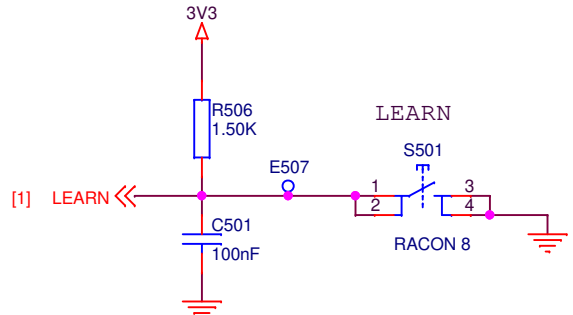 3V3
R506
1.50K
LEARN
S501
E507
[1] LEARN
1
3
2
4
C501
100nF
RACON 8